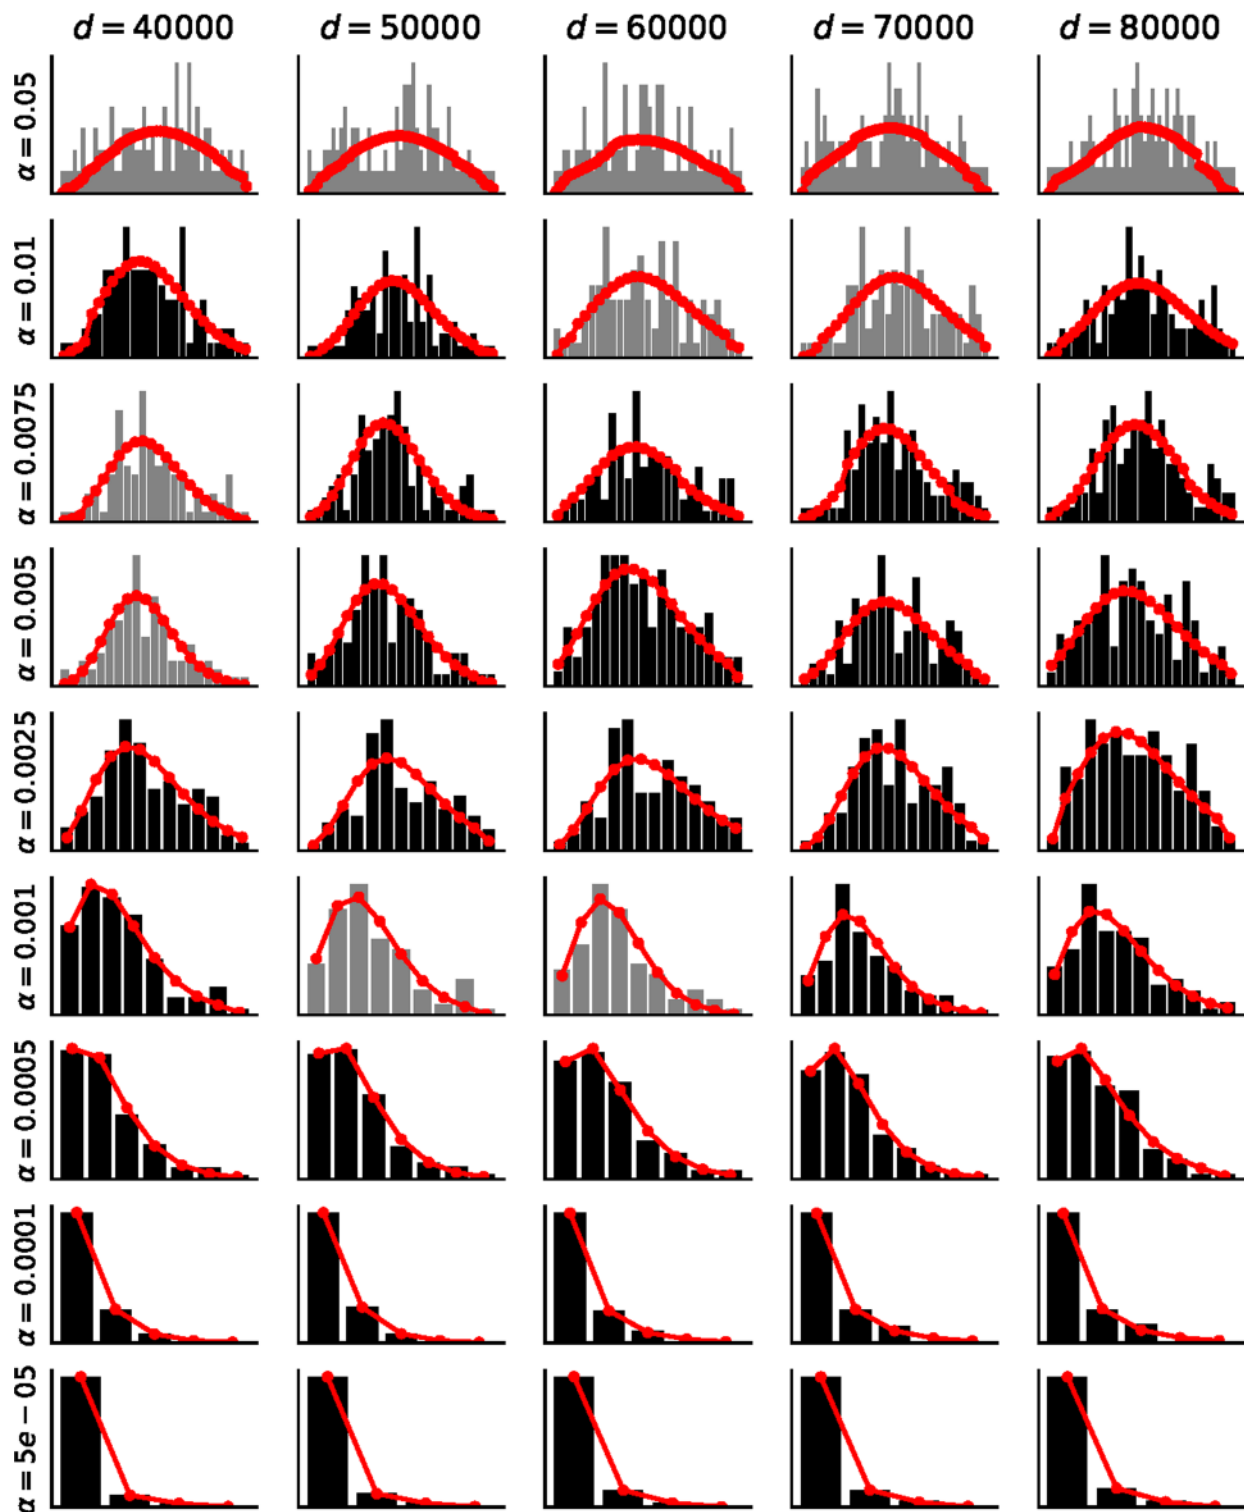 d = 40000 d = 50000 d = 60000 d = 70000 d = 80000
α = 0.05
α = 0.01
α = 0.0075
α = 0.005
α = 0.0025
α = 0.001
α = 0.0005
α = 0.0001
α = 5e − 05